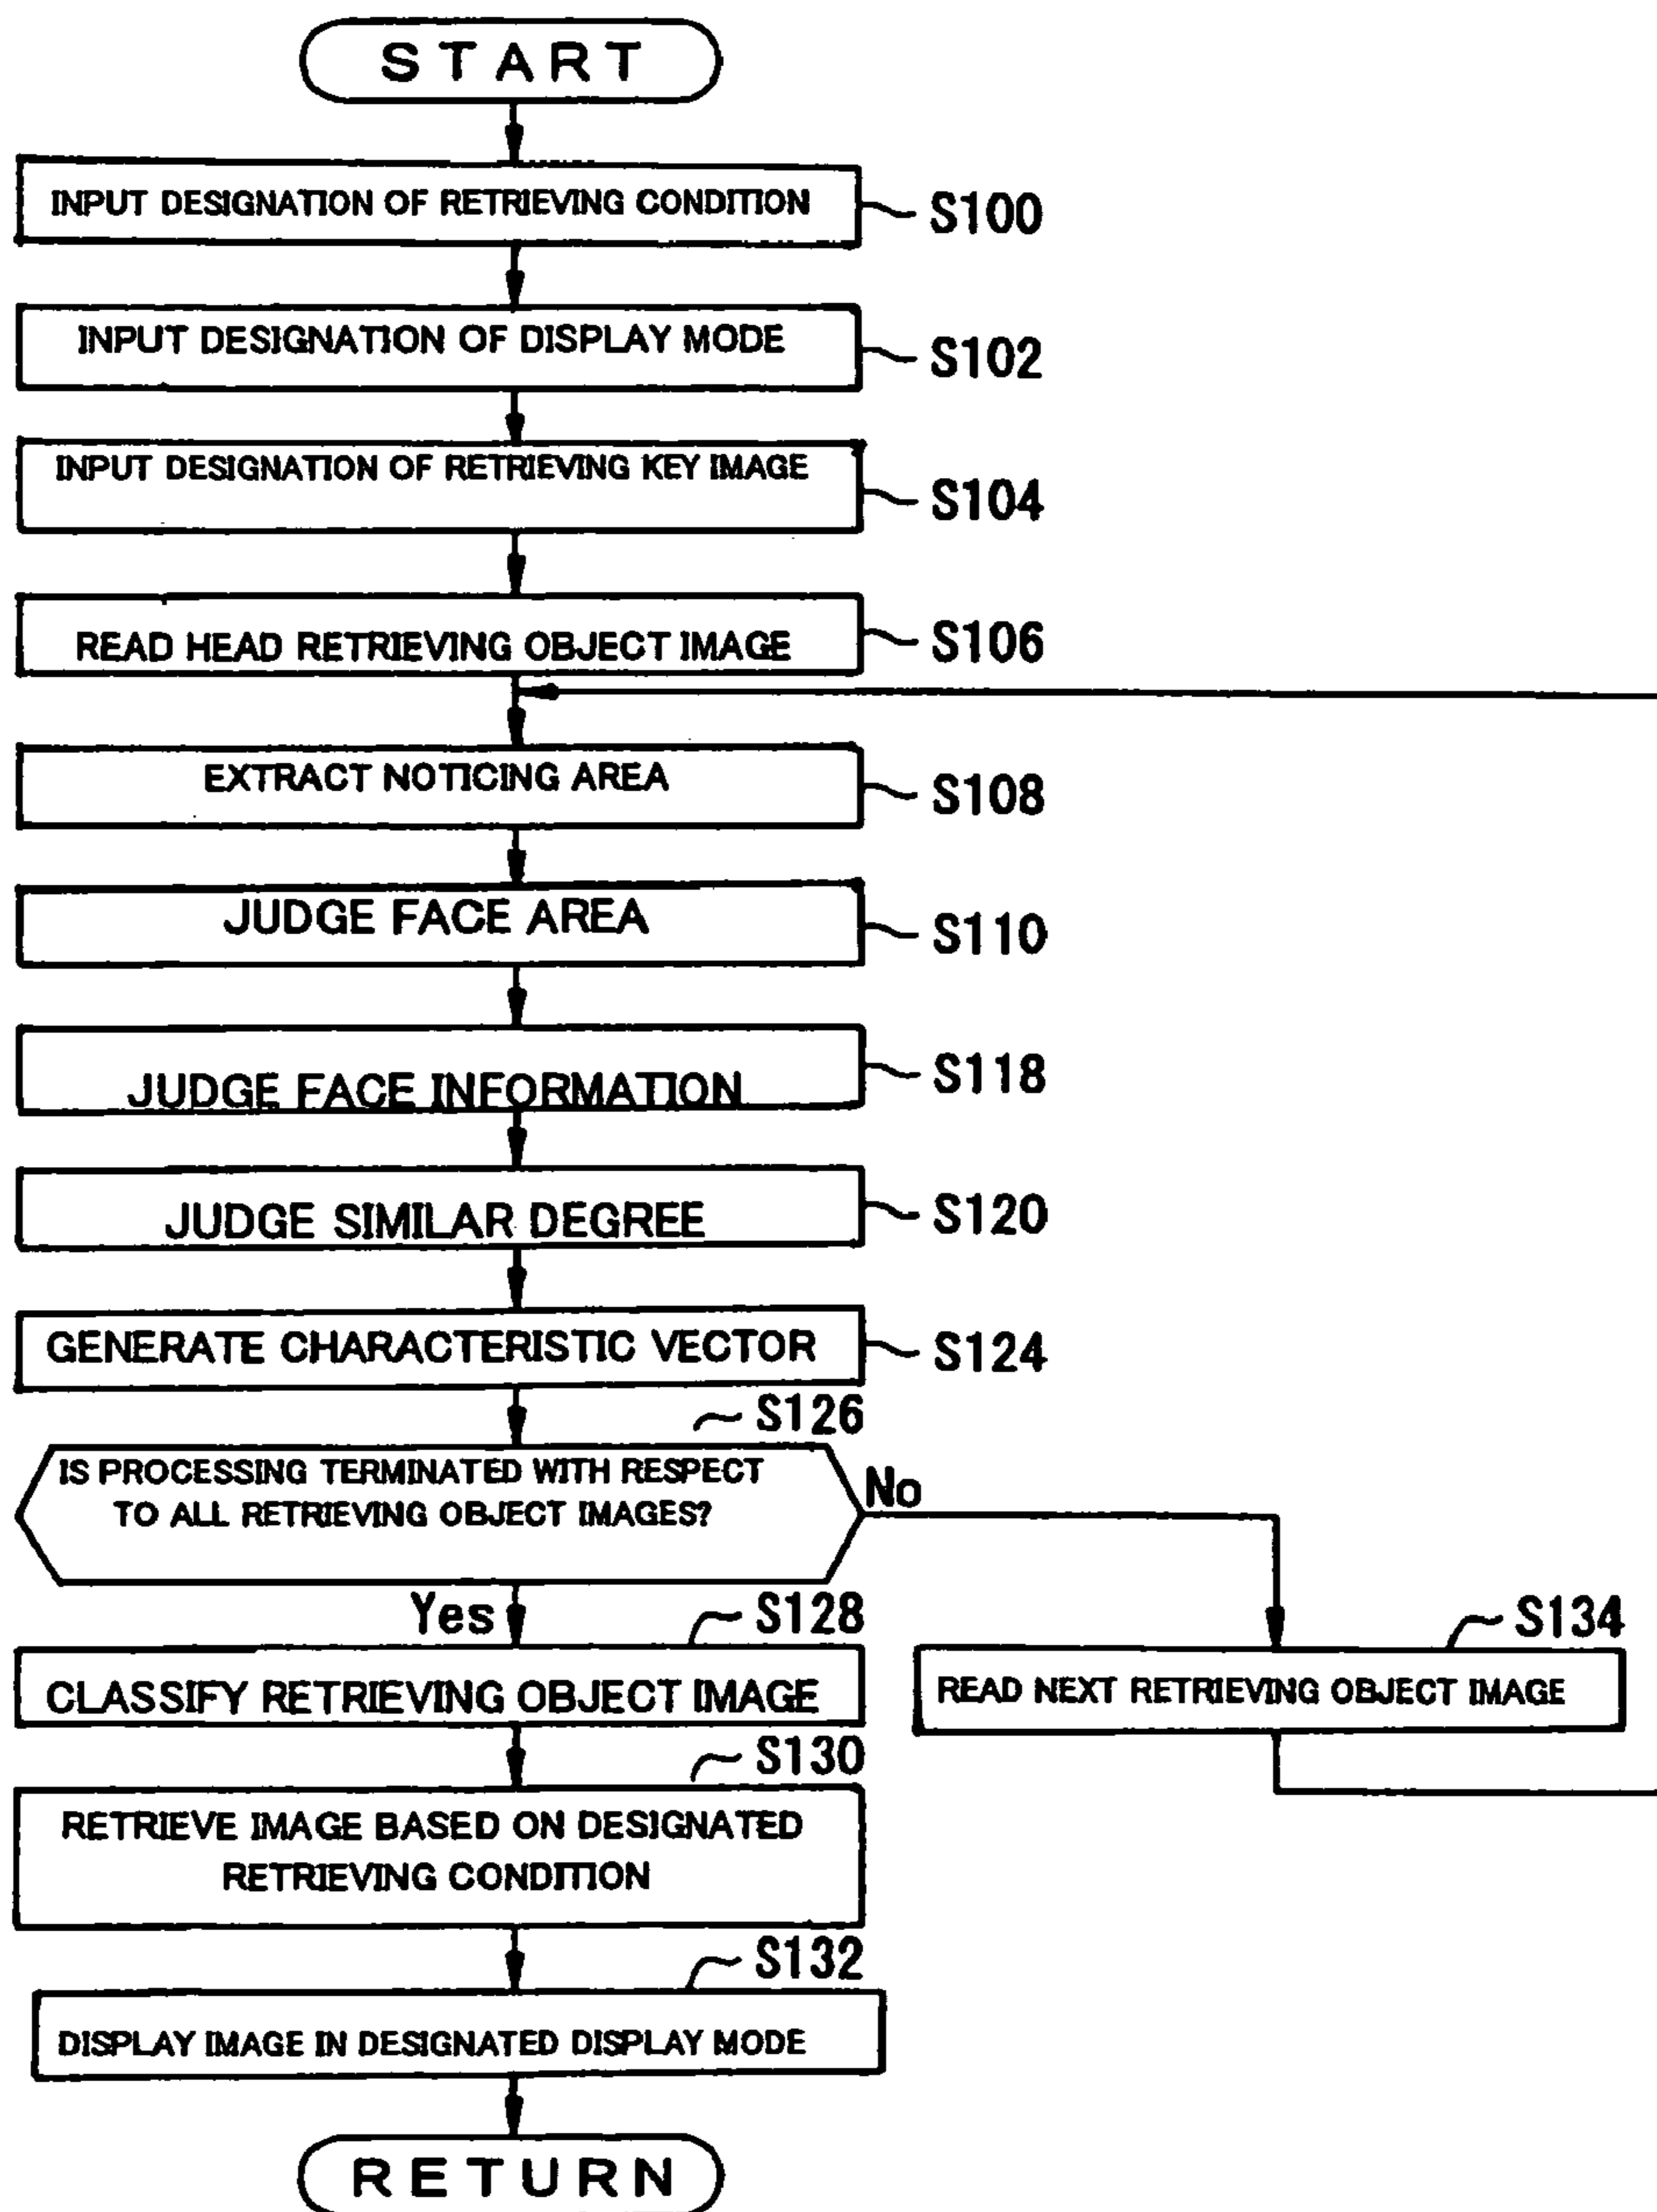 START
INPUT DESIGNATION OF RETRIEVING CONDITION
S100
INPUT DESIGNATION OF DISPLAY MODE
S102
INPUT DESIGNATION OF RETRIEVING KEY IMAGE
S104
READ HEAD RETRIEVING OBJECT IMAGE
S106
EXTRACT NOTICING AREA
S108
JUDGE FACE AREA
S110
JUDGE FACE INFORMATION
S118
JUDGE SIMILAR DEGREE
S120
GENERATE CHARACTERISTIC VECTOR
S124
S126
IS PROCESSING TERMINATED WITH RESPECT
TO ALL RETRIEVING OBJECT IMAGES?
No
Yes
S128
CLASSIFY RETRIEVING OBJECT IMAGE
S134
READ NEXT RETRIEVING OBJECT IMAGE
S130
RETRIEVE IMAGE BASED ON DESIGNATED
RETRIEVING CONDITION
S132
DISPLAY IMAGE IN DESIGNATED DISPLAY MODE
RETURN